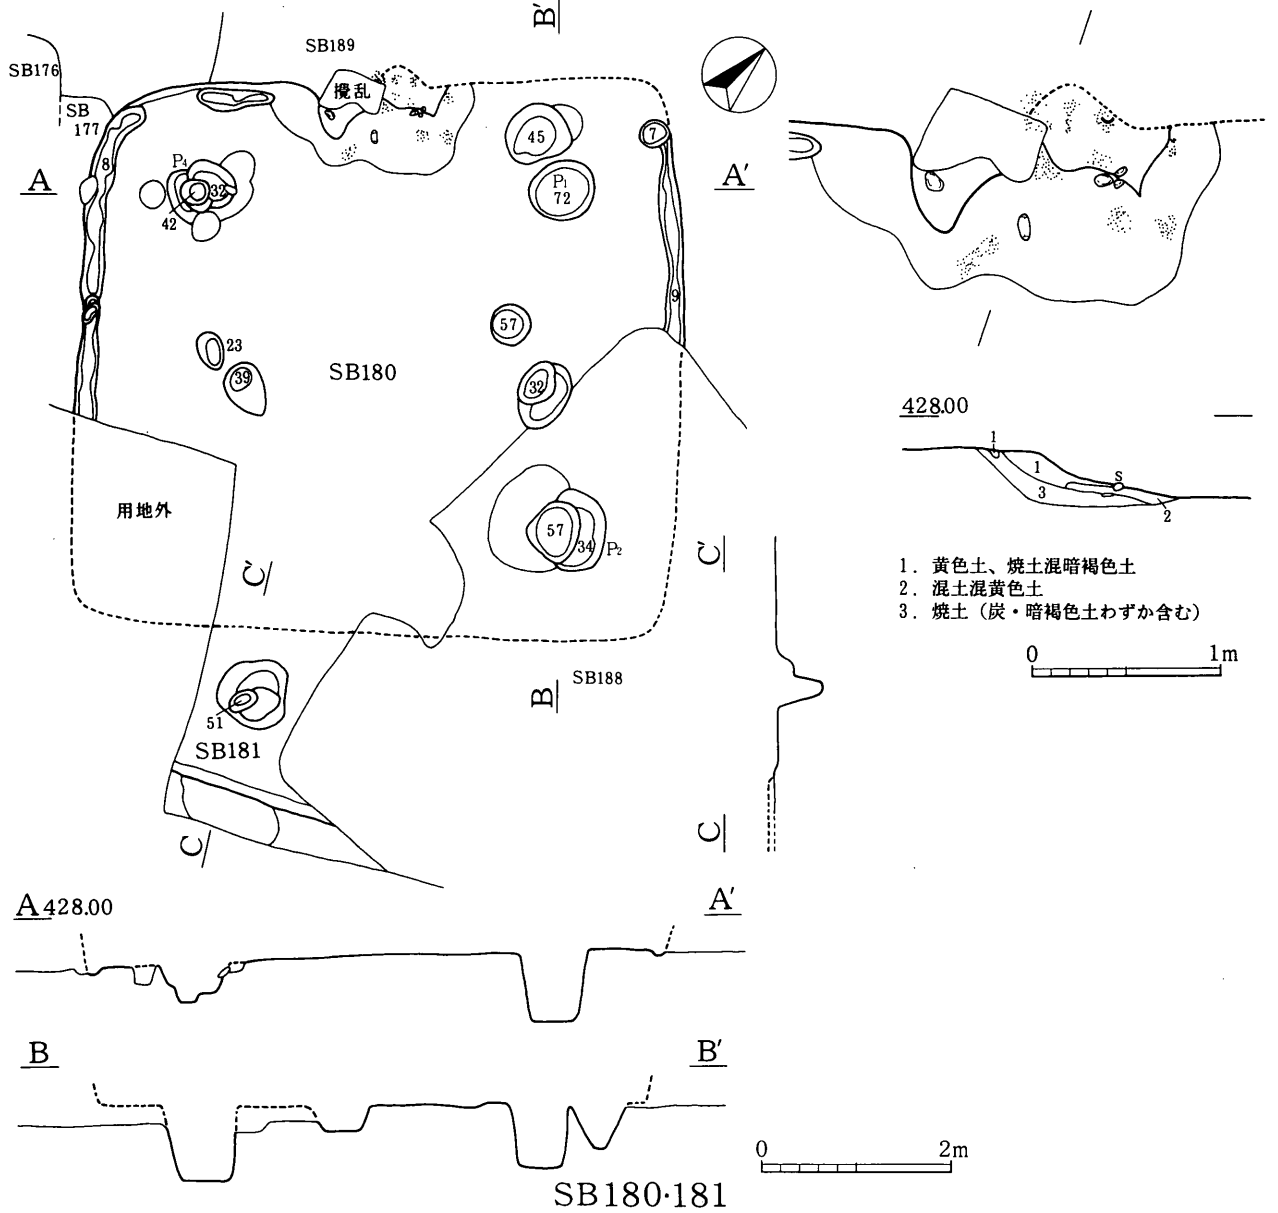 B′
SB189
SB176
SB
177
攪乱
8
45
7
A
A′
P4
32
42
P1
72
9
57
23
39
SB180
32
428.00
1
1
S
3
2
用地外
57
34
P2
C′
C′
1. 黄色土、焼土混暗褐色土
2. 混土混黄色土
3. 焼土（炭・暗褐色土わずか含む）
0 1m
B
SB188
51
SB181
C
C
A 428.00
A′
B
B′
0 2m
SB180·181